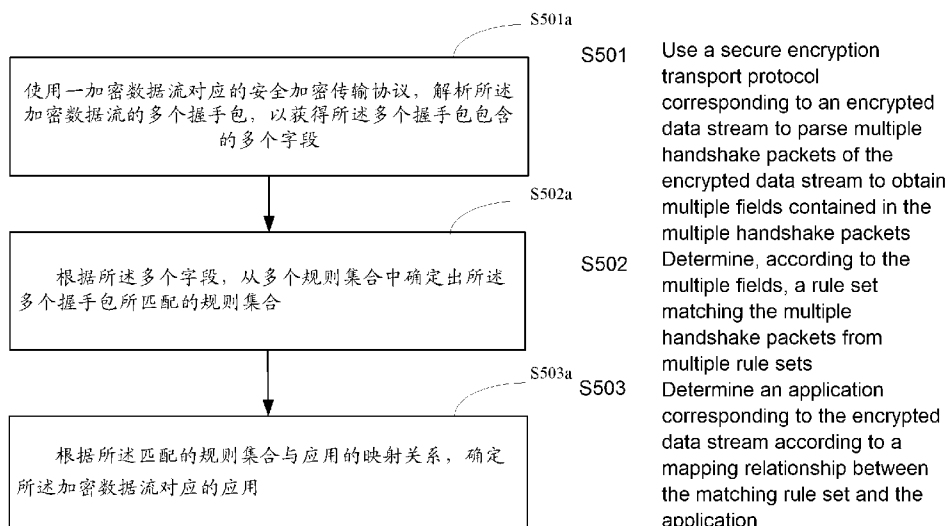 S501a
使用一加密数据流对应的安全加密传输协议，解析所述
加密数据流的多个握手包，以获得所述多个握手包包含
的多个字段
S502a
根据所述多个字段，从多个规则集合中确定出所述
多个握手包所匹配的规则集合
S503a
根据所述匹配的规则集合与应用的映射关系，确定
所述加密数据流对应的应用
S501
Use a secure encryption
transport protocol
corresponding to an encrypted
data stream to parse multiple
handshake packets of the
encrypted data stream to obtain
multiple fields contained in the
multiple handshake packets
S502
Determine, according to the
multiple fields, a rule set
matching the multiple
handshake packets from
multiple rule sets
S503
Determine an application
corresponding to the encrypted
data stream according to a
mapping relationship between
the matching rule set and the
application